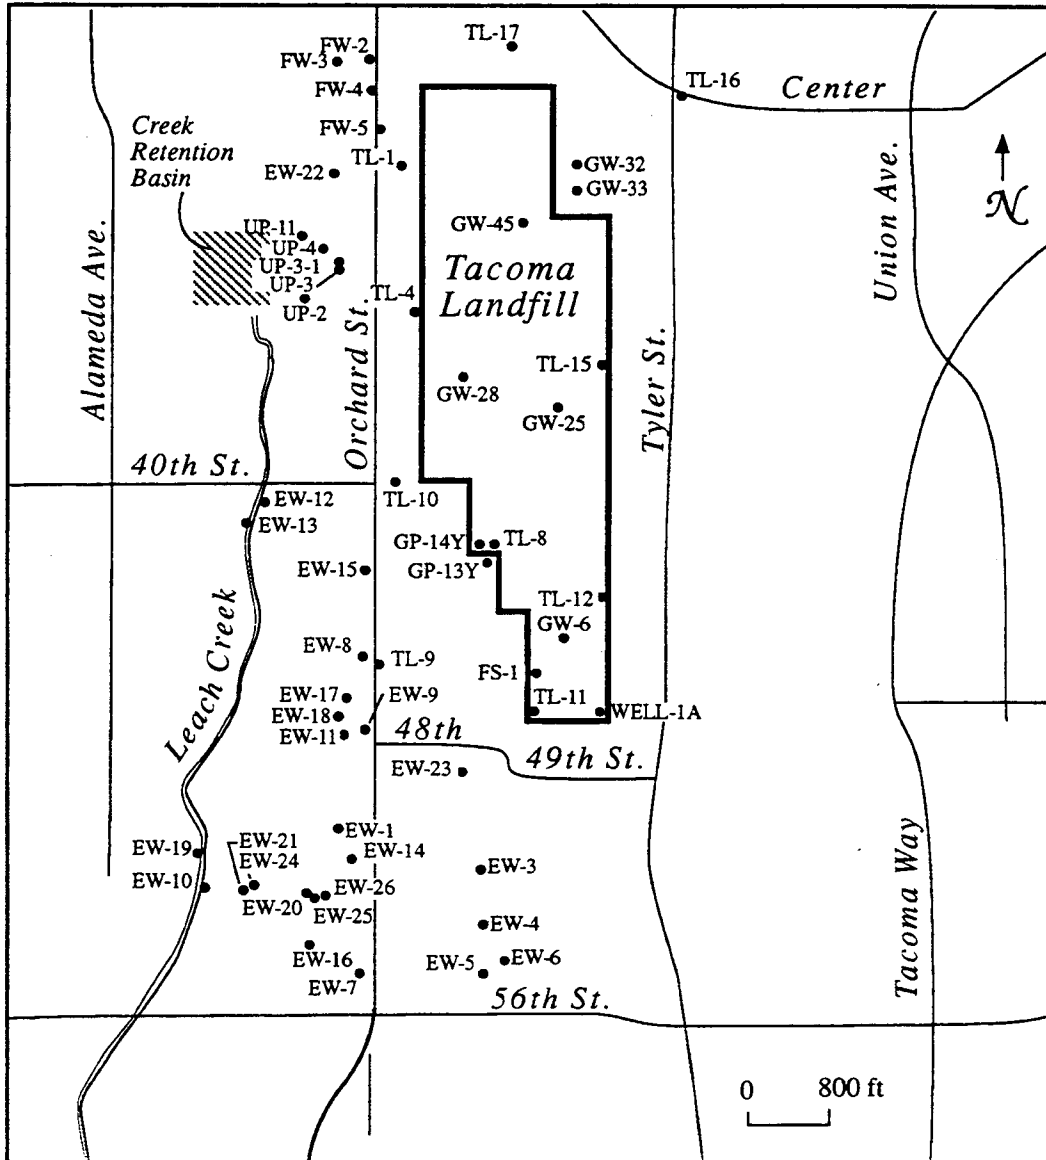 TL-17
FW-2
FW-3
TL-16
FW-4
Center
Creek
Retention
Basin
FW-5
TL-1
EW-22
GW-32
GW-33
N
UP-11
UP-4
UP-3-1
UP-3
UP-2
GW-45
Tacoma
Landfill
TL-4
Alameda Ave.
Orchard St.
Tyler St.
Union Ave.
TL-15
GW-28
GW-25
40th St.
TL-10
EW-12
EW-13
GP-14Y
TL-8
GP-13Y
EW-15
TL-12
GW-6
Leach Creek
EW-8
TL-9
FS-1
EW-17
EW-9
TL-11
WELL-1A
EW-18
EW-11
48th
49th St.
EW-23
EW-1
EW-21
EW-19
EW-14
EW-24
EW-3
EW-10
EW-26
EW-20
EW-25
EW-4
EW-16
EW-5
EW-6
EW-7
56th St.
Tacoma Way
0 800 ft